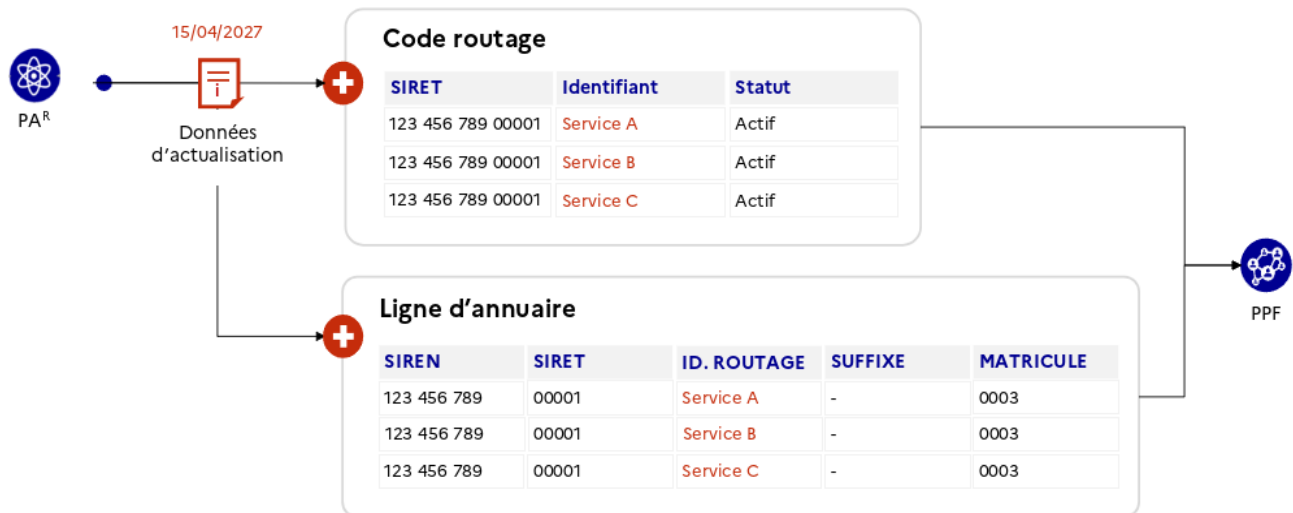 15/04/2027
PAᴿ
Données
d'actualisation
Code routage
SIRET Identifiant Statut
123 456 789 00001 Service A Actif
123 456 789 00001 Service B Actif
123 456 789 00001 Service C Actif
PPF
Ligne d'annuaire
SIREN SIRET ID. ROUTAGE SUFFIXE MATRICULE
123 456 789 00001 Service A - 0003
123 456 789 00001 Service B - 0003
123 456 789 00001 Service C - 0003